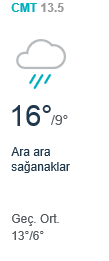 CMT 13.5
16°/9°
Ara ara
sağanaklar
Geç. Ort.
13°/6°